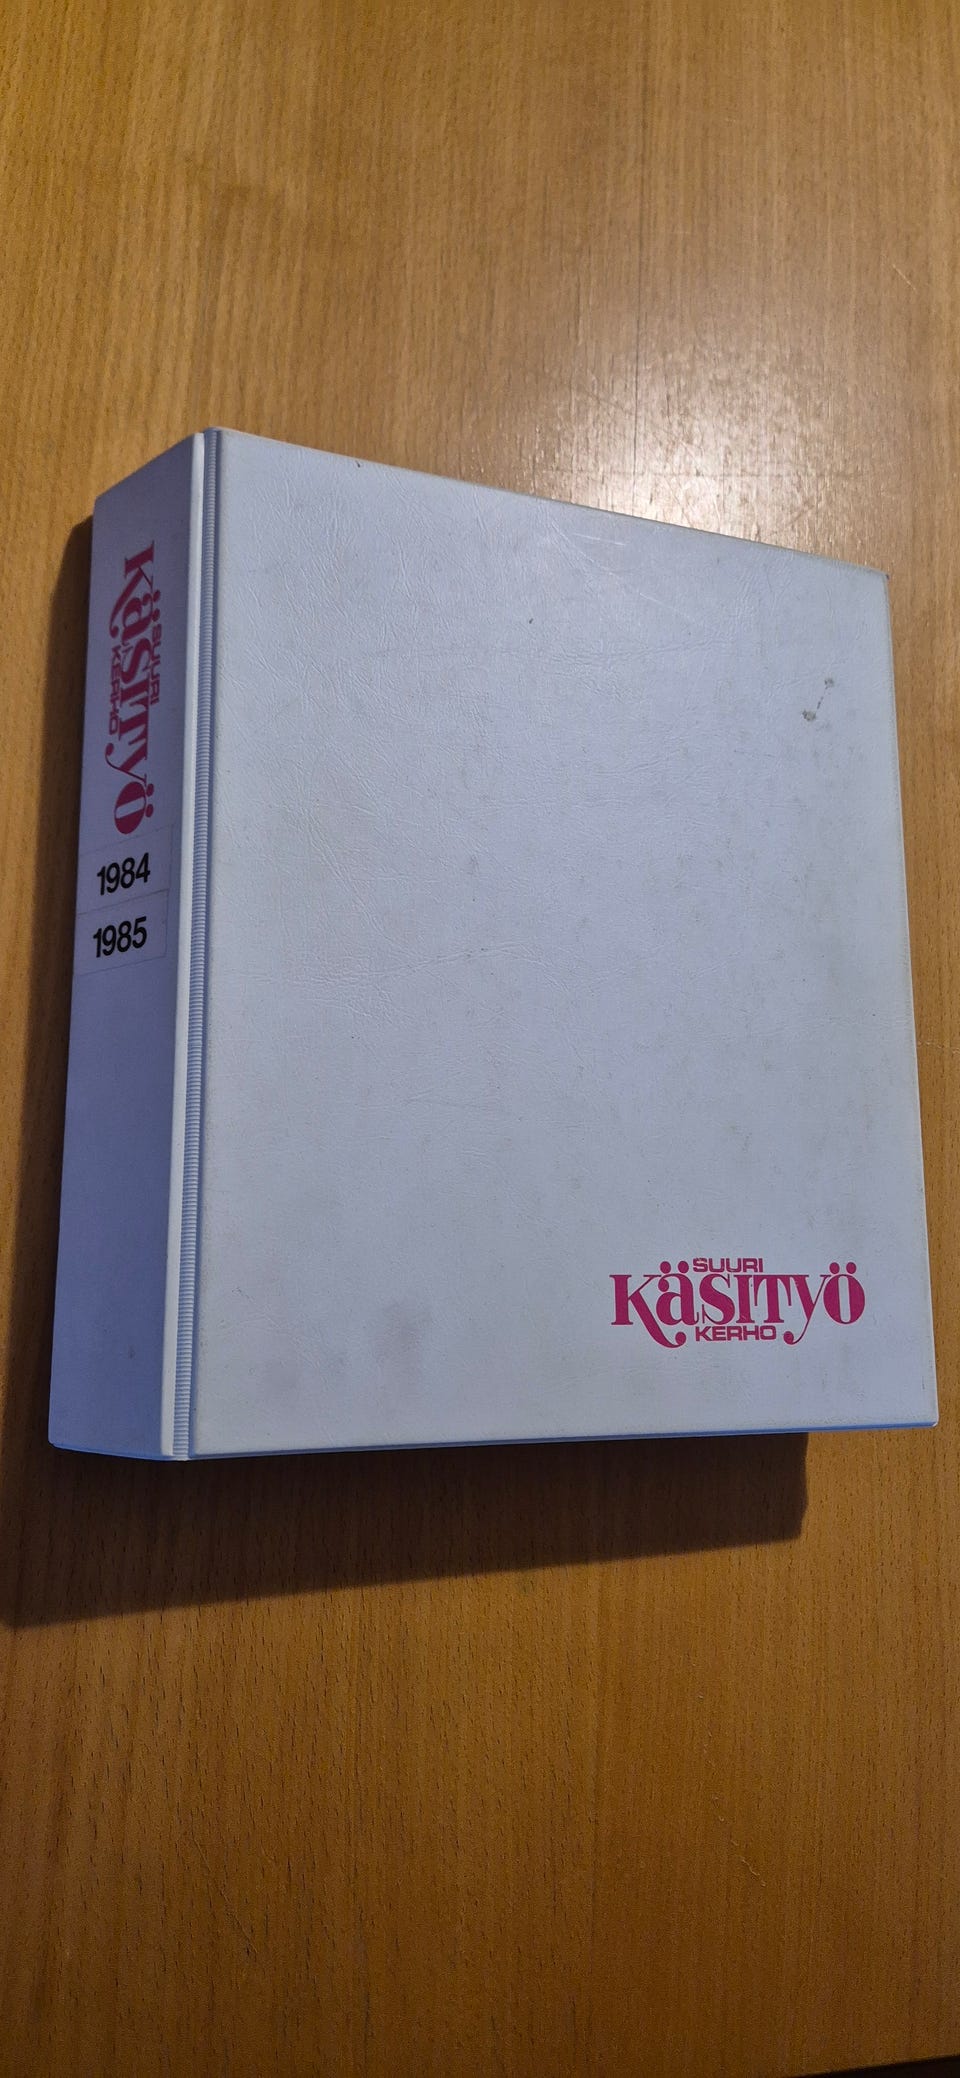 SUURI
KäSITYÖ
KERHO
1984
1985
SUURI
KäSITYÖ
KERHO